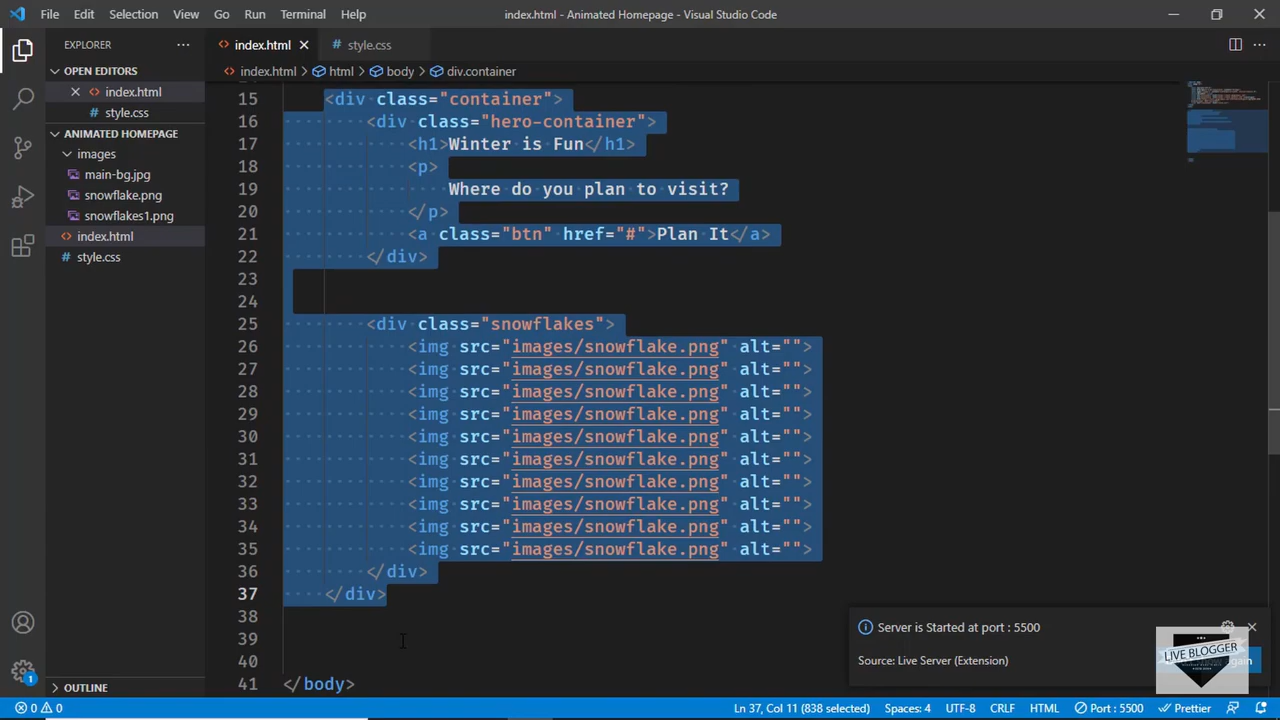 File Edit Selection View Go Run Terminal Help
index.html - Animated Homepage - Visual Studio Code
EXPLORER
OPEN EDITORS
index.html
style.css
ANIMATED HOMEPAGE
images
main-bg.jpg
snowflake.png
snowflakes1.png
index.html
style.css
OUTLINE
index.html
style.css
index.html > html > body > div.container
15 <div class="container">
16 <div class="hero-container">
17 <h1>Winter is Fun</h1>
18 <p>
19 Where do you plan to visit?
20 </p>
21 <a class="btn" href="#">Plan It</a>
22 </div>
23
24
25 <div class="snowflakes">
26 <img src="images/snowflake.png" alt="">
27 <img src="images/snowflake.png" alt="">
28 <img src="images/snowflake.png" alt="">
29 <img src="images/snowflake.png" alt="">
30 <img src="images/snowflake.png" alt="">
31 <img src="images/snowflake.png" alt="">
32 <img src="images/snowflake.png" alt="">
33 <img src="images/snowflake.png" alt="">
34 <img src="images/snowflake.png" alt="">
35 <img src="images/snowflake.png" alt="">
36 </div>
37 </div>
38
39
40
41 </body>
Server is Started at port : 5500
Source: Live Server (Extension)
LIVE BLOGGER
1
0 0
Ln 37, Col 11 (838 selected) Spaces: 4 UTF-8 CRLF HTML Port : 5500 Prettier